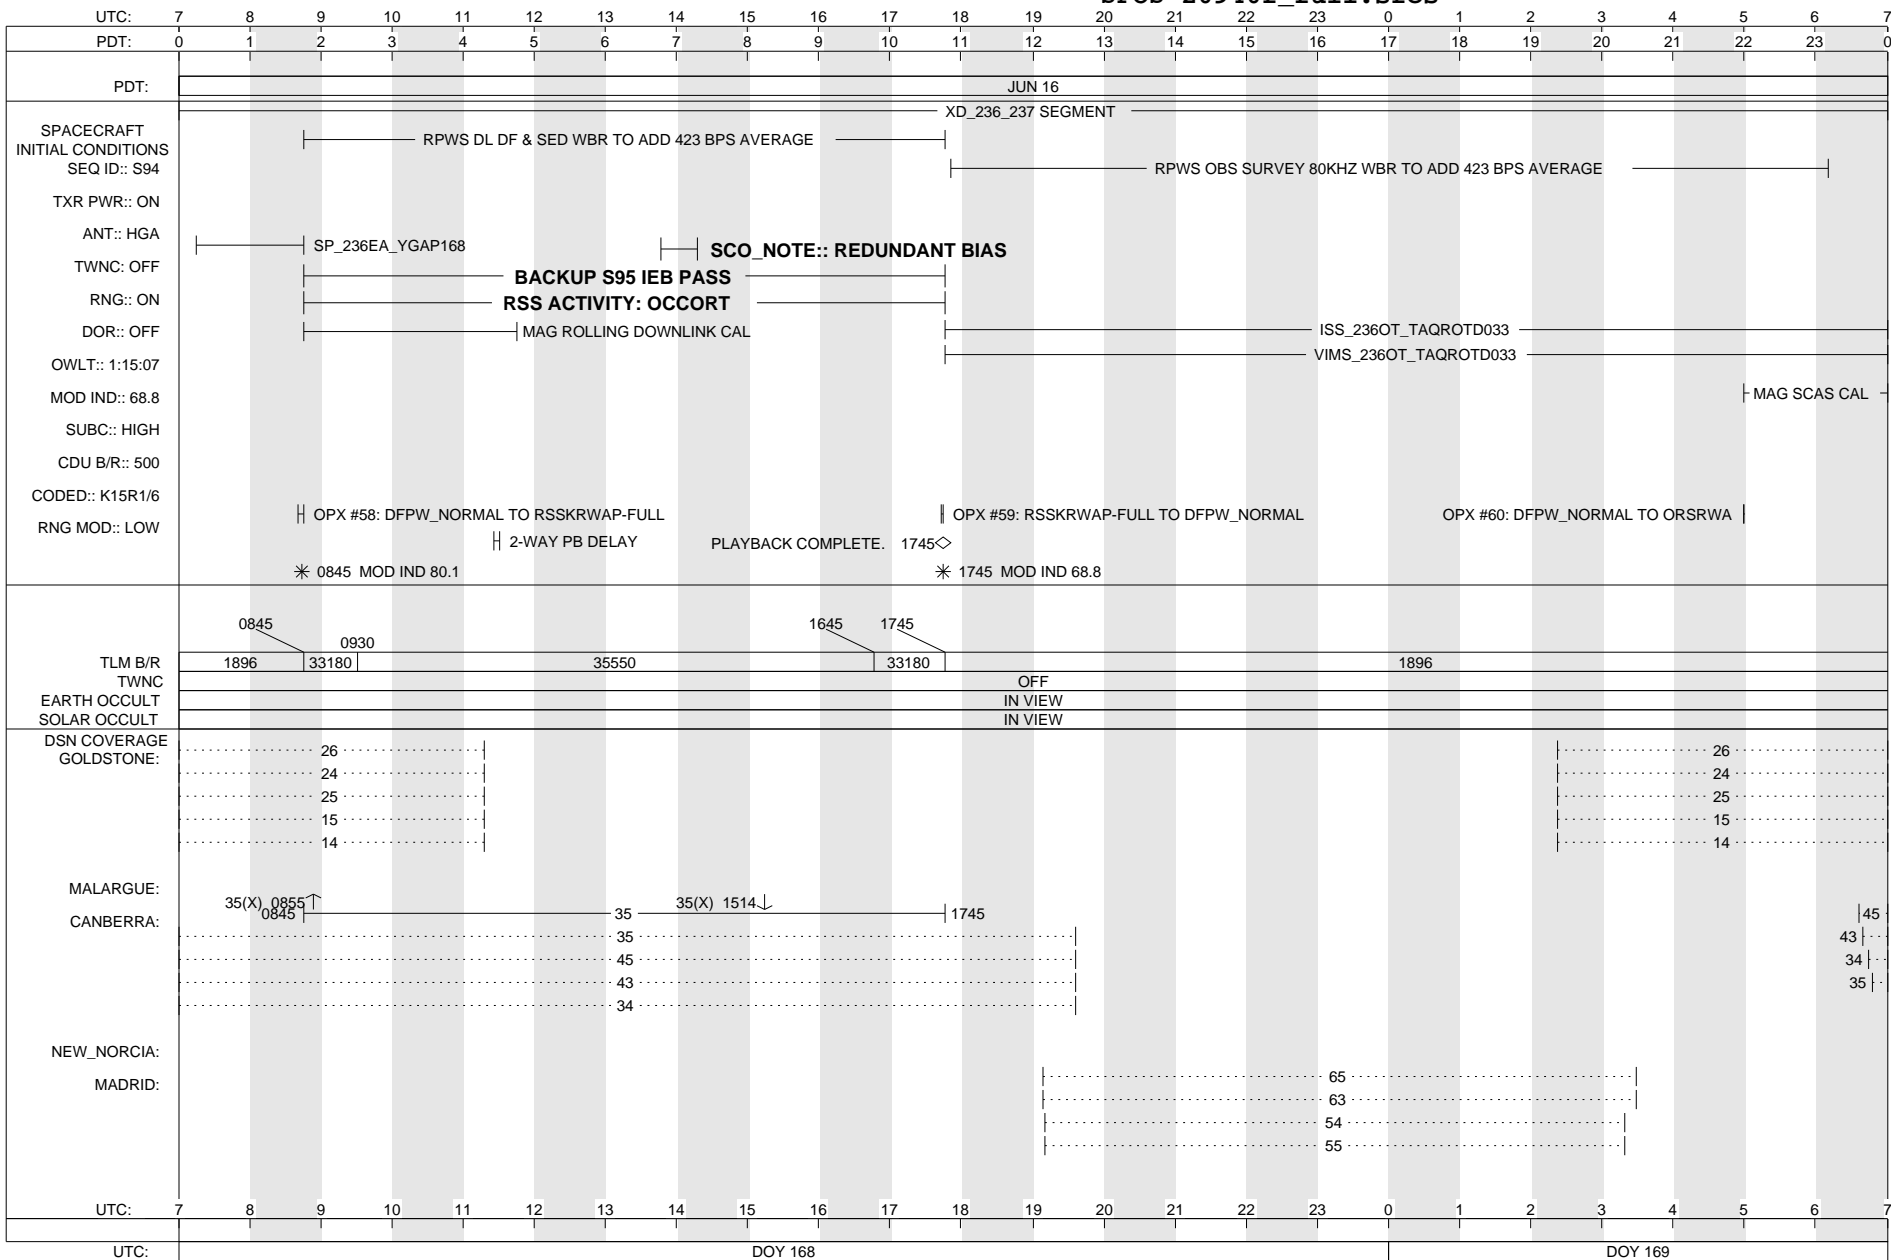 UTC: 7 8 9 10 11 12 13 14 15 16 17 18 19 20 21 22 23 0 1 2 3 4 5 6 7
PDT: 0 1 2 3 4 5 6 7 8 9 10 11 12 13 14 15 16 17 18 19 20 21 22 23 0
PDT: JUN 16
XD_236_237 SEGMENT
SPACECRAFT
INITIAL CONDITIONS
RPWS DL DF & SED WBR TO ADD 423 BPS AVERAGE
SEQ ID:: S94
RPWS OBS SURVEY 80KHZ WBR TO ADD 423 BPS AVERAGE
TXR PWR:: ON
ANT:: HGA
SP_236EA_YGAP168
SCO_NOTE:: REDUNDANT BIAS
TWNC: OFF
BACKUP S95 IEB PASS
RNG:: ON
RSS ACTIVITY: OCCORT
DOR:: OFF
MAG ROLLING DOWNLINK CAL
ISS_236OT_TAQROTD033
VIMS_236OT_TAQROTD033
OWLT:: 1:15:07
MOD IND:: 68.8
MAG SCAS CAL
SUBC:: HIGH
CDU B/R:: 500
CODED:: K15R1/6
OPX #58: DFPW_NORMAL TO RSSKRWAP-FULL
OPX #59: RSSKRWAP-FULL TO DFPW_NORMAL
OPX #60: DFPW_NORMAL TO ORSRWA
RNG MOD:: LOW
2-WAY PB DELAY
PLAYBACK COMPLETE. 1745
0845 MOD IND 80.1
1745 MOD IND 68.8
0845 1645 1745
0930
TLM B/R 1896 33180 35550 33180 1896
TWNC OFF
EARTH OCCULT IN VIEW
SOLAR OCCULT IN VIEW
DSN COVERAGE
GOLDSTONE:
26 26
24 24
25 25
15 15
14 14
MALARGUE:
35(X) 0855 35(X) 1514
CANBERRA:
0845 35 1745 45
35 43
45 34
43 35
34
NEW_NORCIA:
MADRID:
65
63
54
55
UTC: 7 8 9 10 11 12 13 14 15 16 17 18 19 20 21 22 23 0 1 2 3 4 5 6 7
UTC: DOY 168 DOY 169